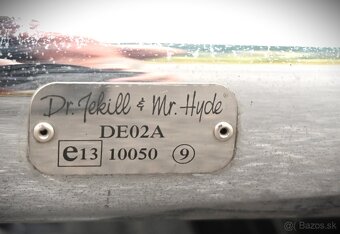 Dr. Jekill & Mr. Hyde
DE02A
e13 10050 9
Bazos.sk